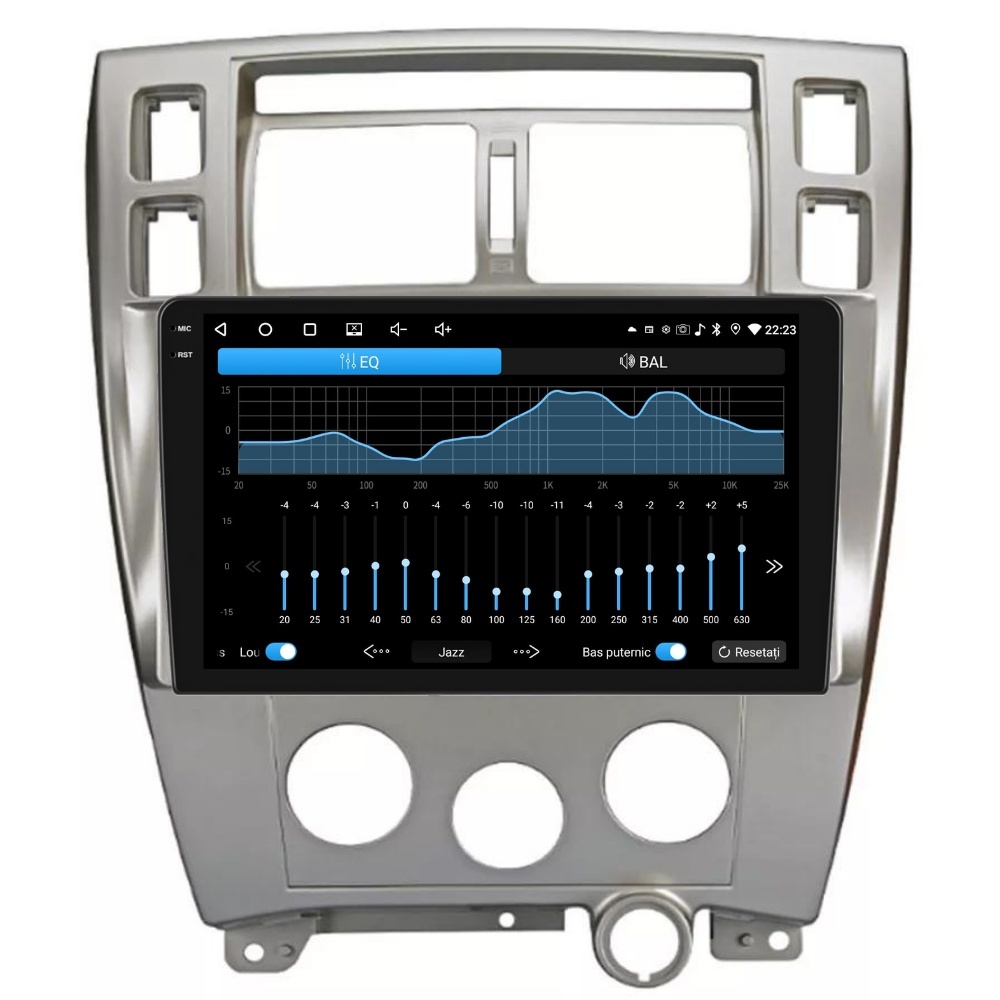 MIC
22:23
RST
EQ
BAL
15
0
-15
20 50 100 200 500 1K 2K 5K 10K 25K
-4 -4 -3 -1 0 -4 -6 -10 -10 -11 -4 -3 -2 -2 +2 +5
15
0
-15
20 25 31 40 50 63 80 100 125 160 200 250 315 400 500 630
s Lou Jazz Bas puternic Resetați